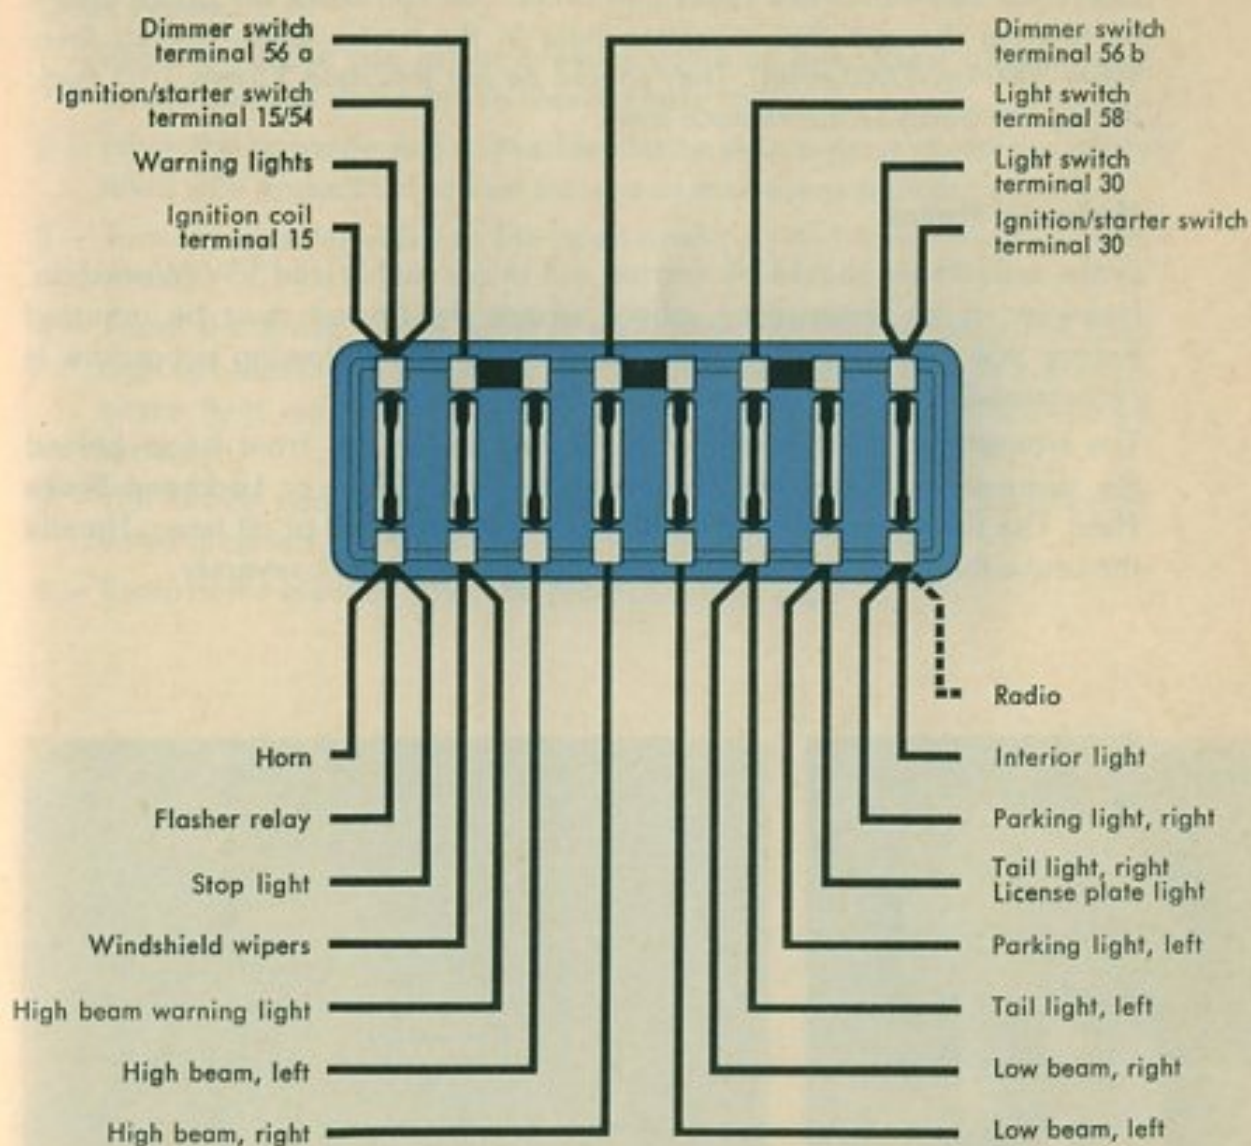 Dimmer switch
terminal 56 a
Ignition/starter switch
terminal 15/54
Warning lights
Ignition coil
terminal 15
Dimmer switch
terminal 56 b
Light switch
terminal 58
Light switch
terminal 30
Ignition/starter switch
terminal 30
Horn
Flasher relay
Stop light
Windshield wipers
High beam warning light
High beam, left
High beam, right
Radio
Interior light
Parking light, right
Tail light, right
License plate light
Parking light, left
Tail light, left
Low beam, right
Low beam, left